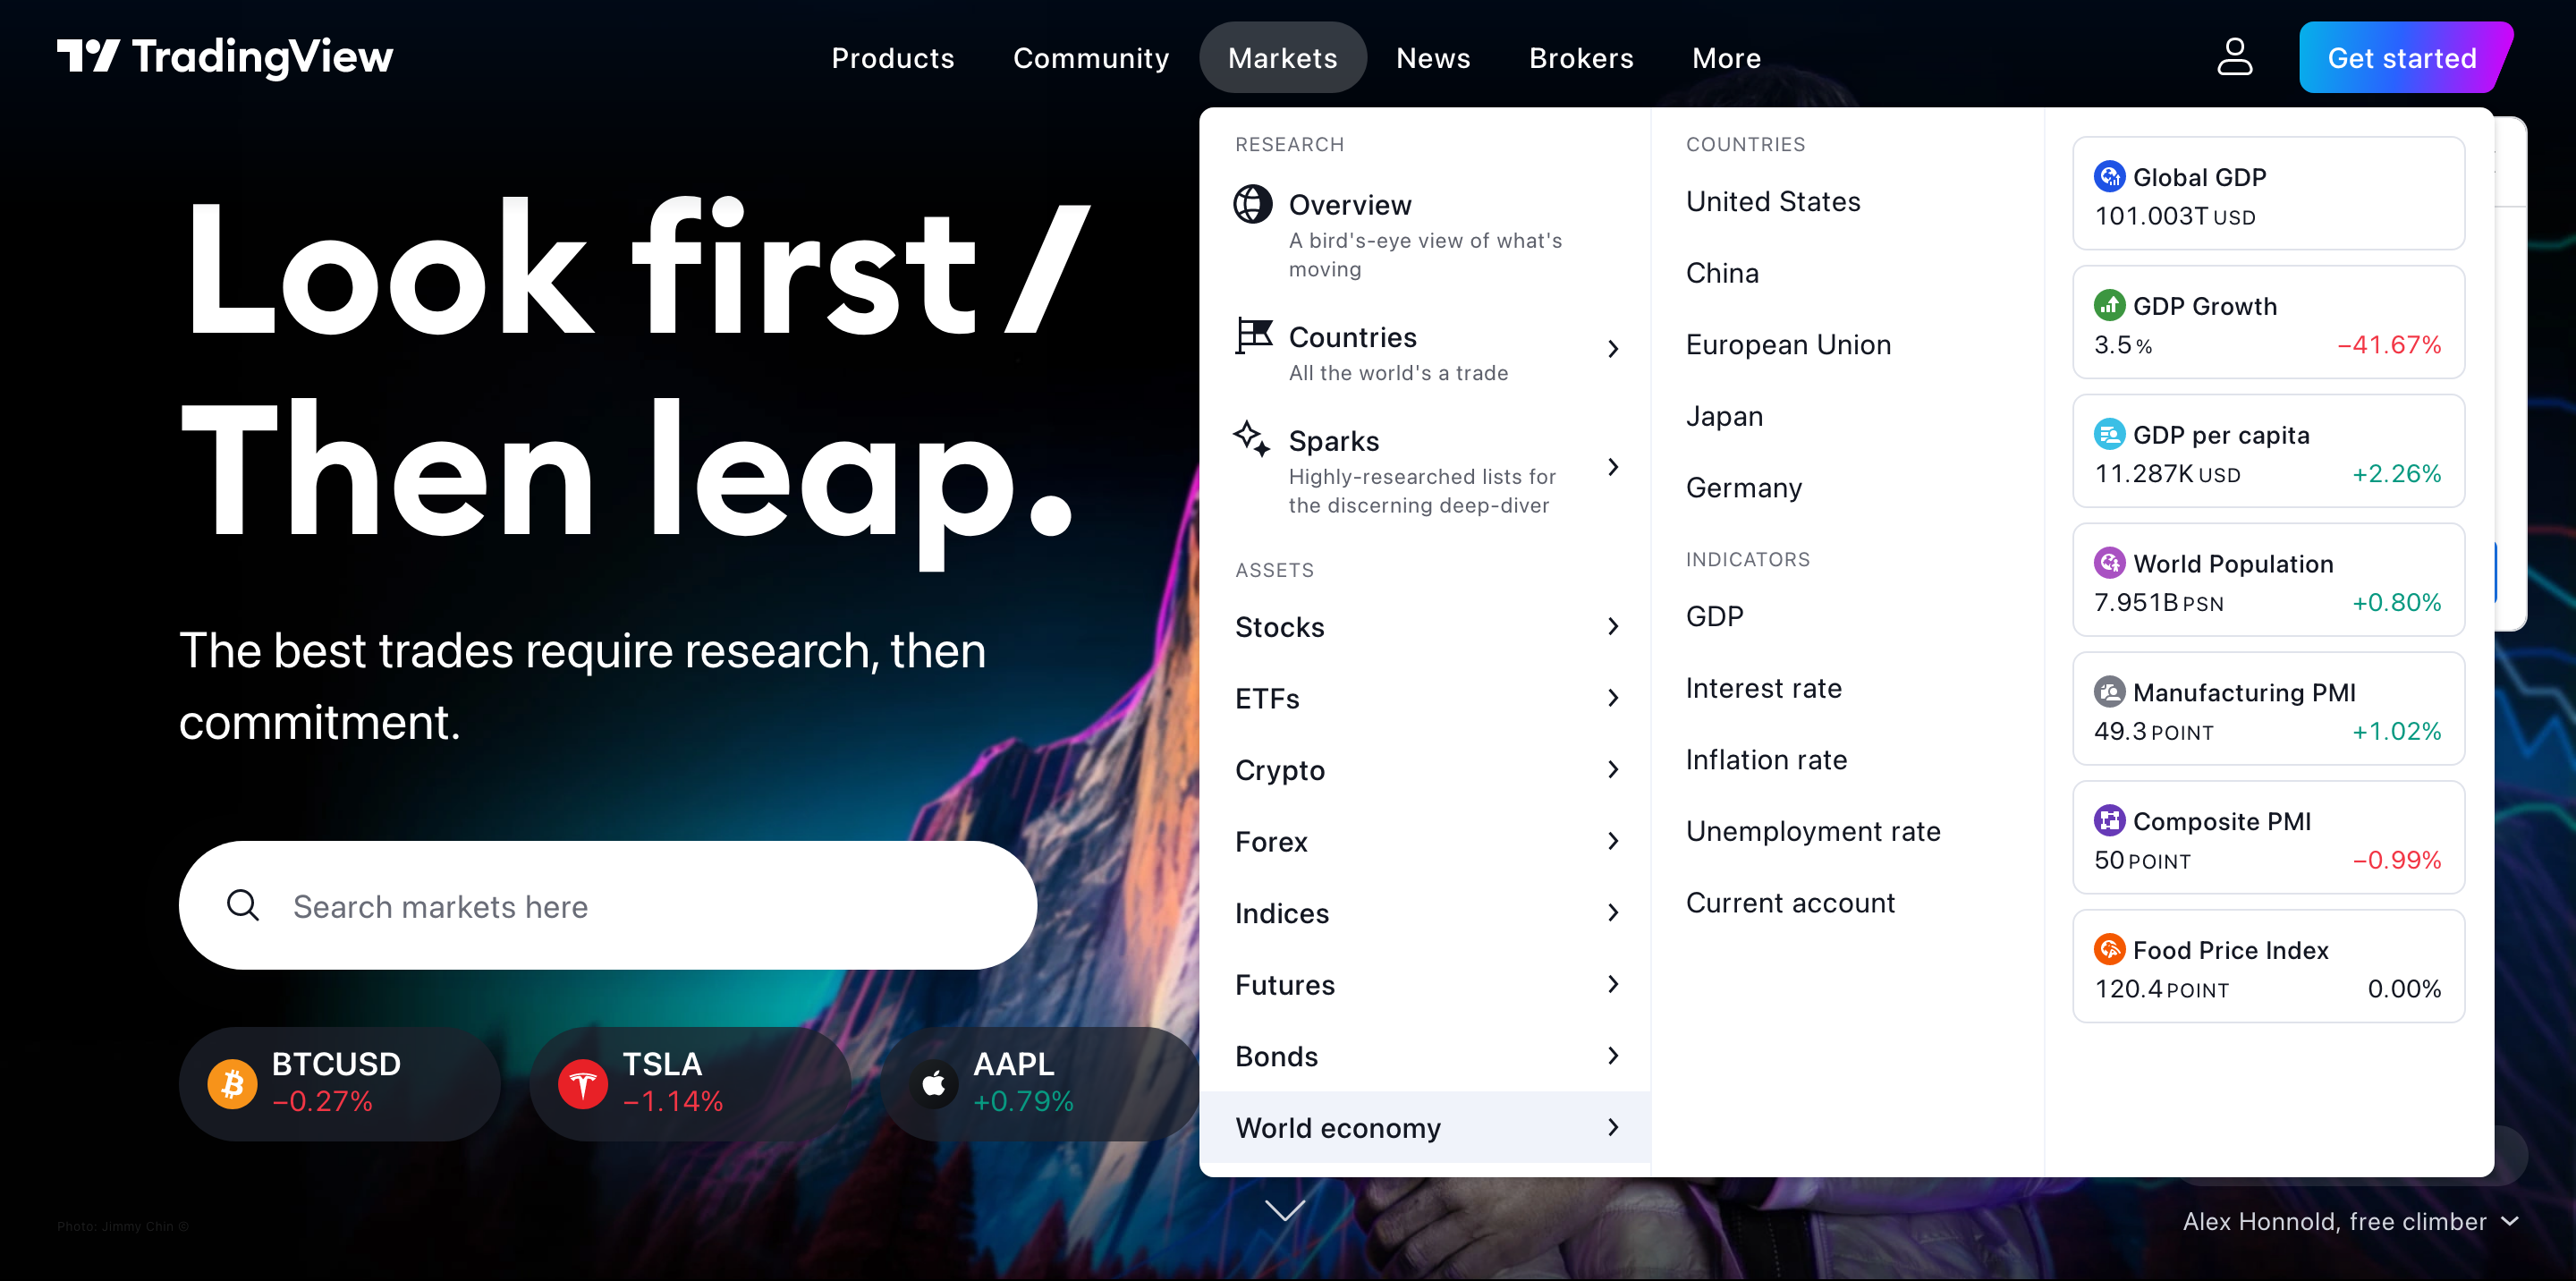 TradingView
Products
Community
Markets
News
Brokers
More
Get started
Look first/
Then leap.
The best trades require research, then
commitment.
Search markets here
BTCUSD
−0.27%
TSLA
−1.14%
AAPL
+0.79%
Photo: Jimmy Chin ©
RESEARCH
Overview
A bird's-eye view of what's
moving
Countries
All the world's a trade
Sparks
Highly-researched lists for
the discerning deep-diver
ASSETS
Stocks
ETFs
Crypto
Forex
Indices
Futures
Bonds
World economy
COUNTRIES
United States
China
European Union
Japan
Germany
INDICATORS
GDP
Interest rate
Inflation rate
Unemployment rate
Current account
Global GDP
101.003T USD
GDP Growth
3.5% −41.67%
GDP per capita
11.287K USD +2.26%
World Population
7.951B PSN +0.80%
Manufacturing PMI
49.3 POINT +1.02%
Composite PMI
50 POINT −0.99%
Food Price Index
120.4 POINT 0.00%
Alex Honnold, free climber